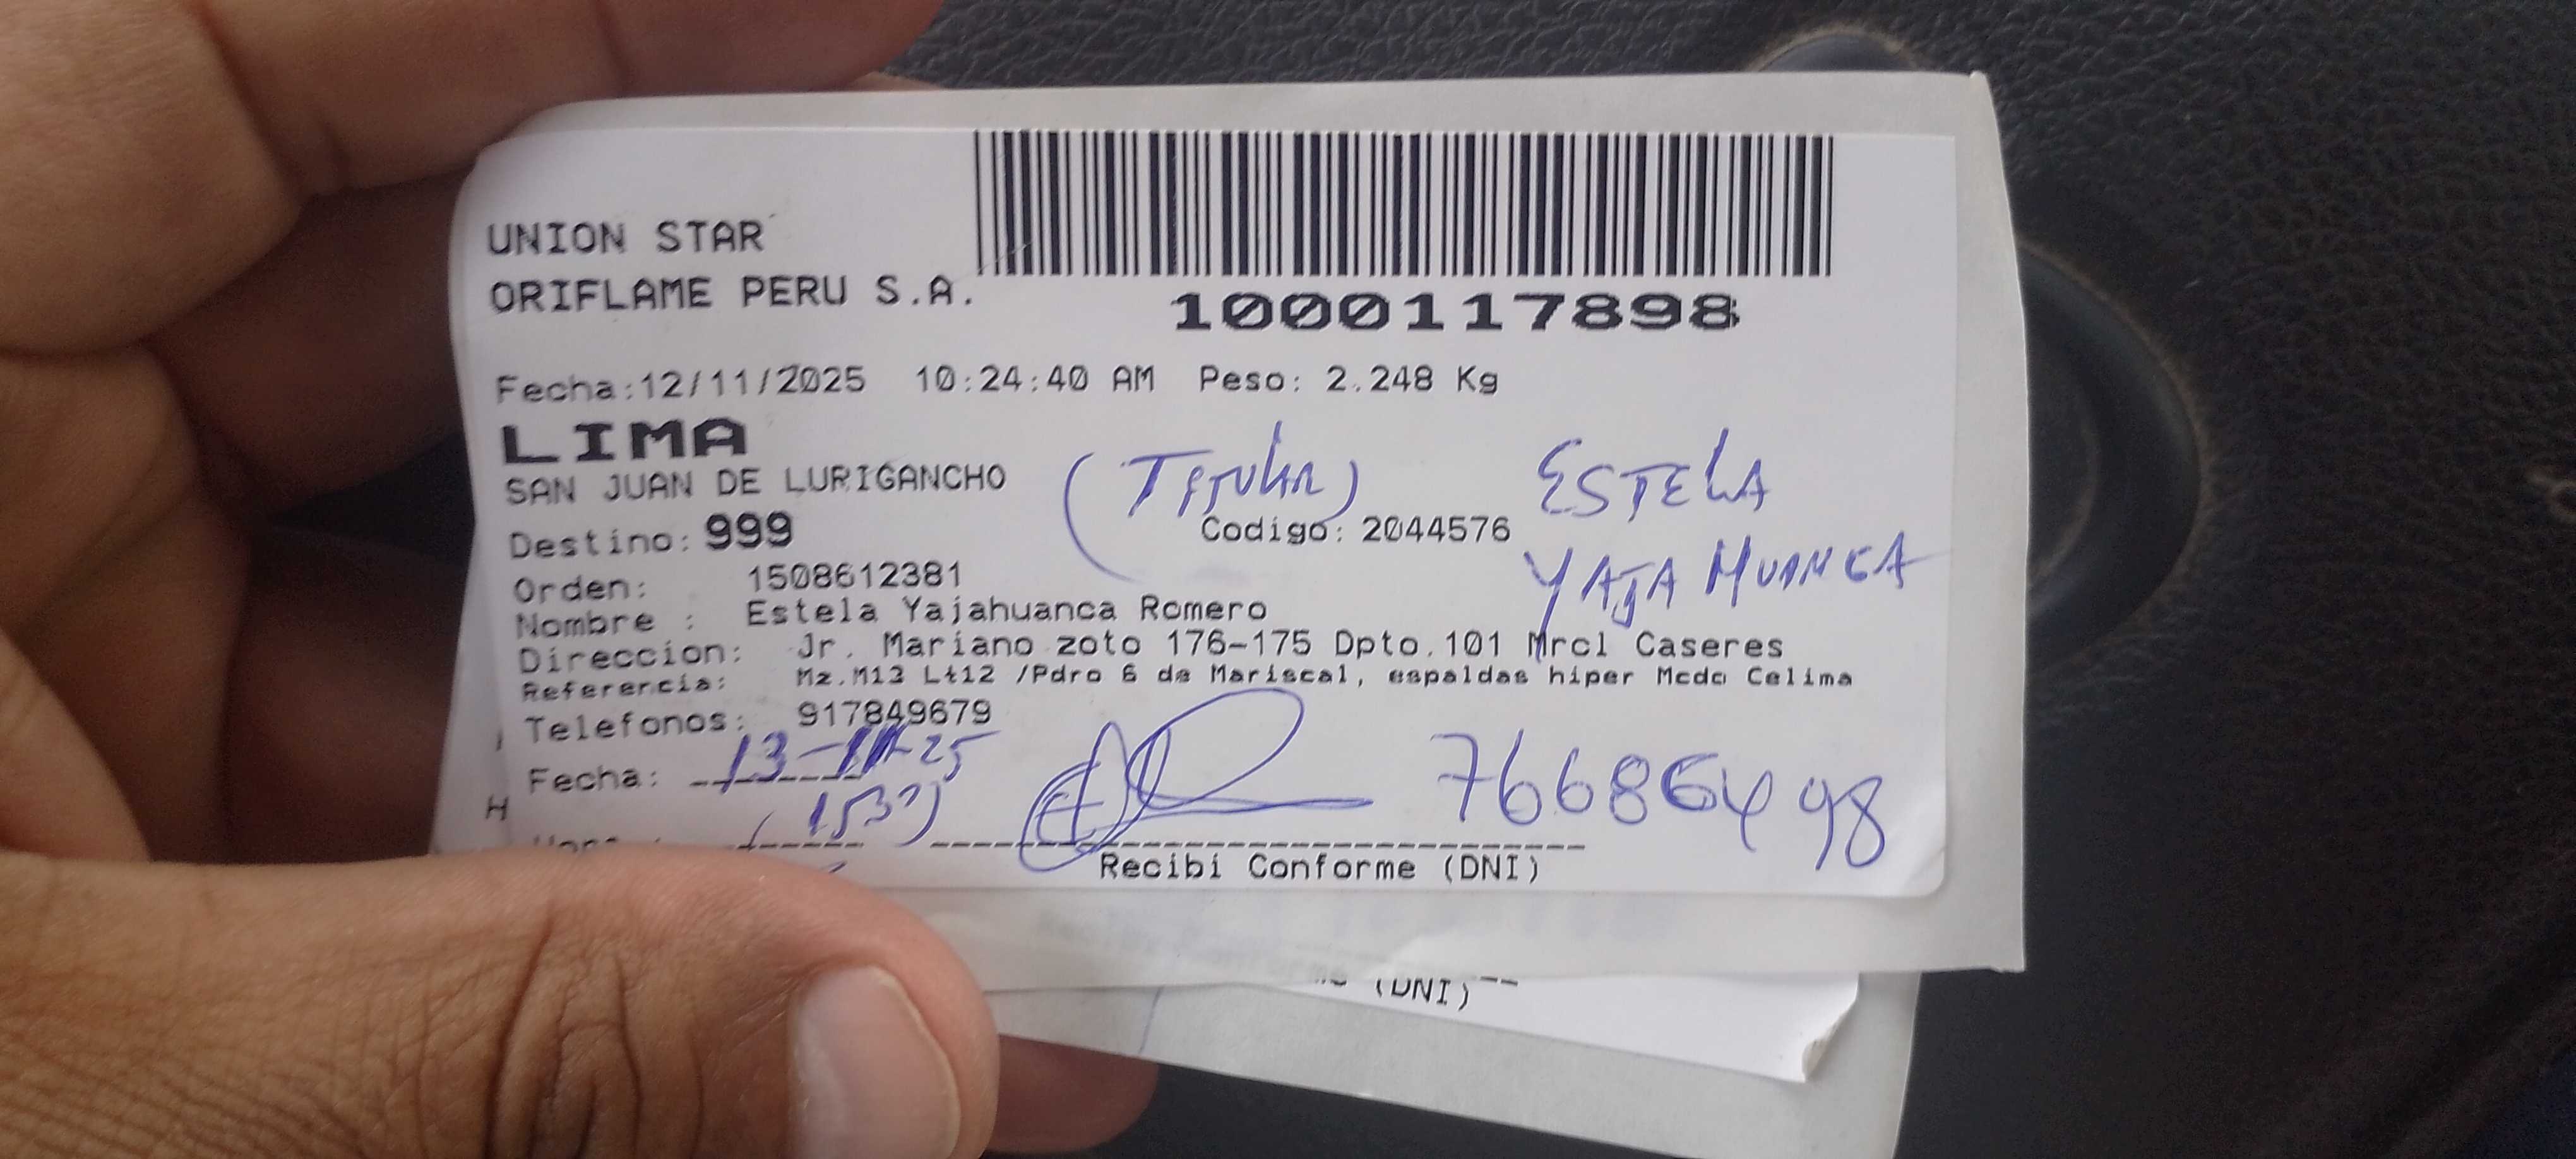 UNION STAR
ORIFLAME PERU S.A.
1000117898
Fecha:12/11/2025 10:24:40 AM Peso: 2.248 Kg
LIMA
SAN JUAN DE LURIGANCHO
(TITULAR) ESTELA
Destino: 999 Codigo: 2044576
YAJAHUANCA
Orden: 1508612381
Nombre : Estela Yajahuanca Romero
Direccion: Jr. Mariano zoto 176-175 Dpto.101 Mrcl Caseres
Referencia: Mz.M13 Lt12 /Pdro 6 de Mariscal, espaldas hiper Mcdo Celima
Telefonos: 917849679
Fecha: 13-11-25
H
Hora :
Recibi Conforme (DNI)
(DNI)